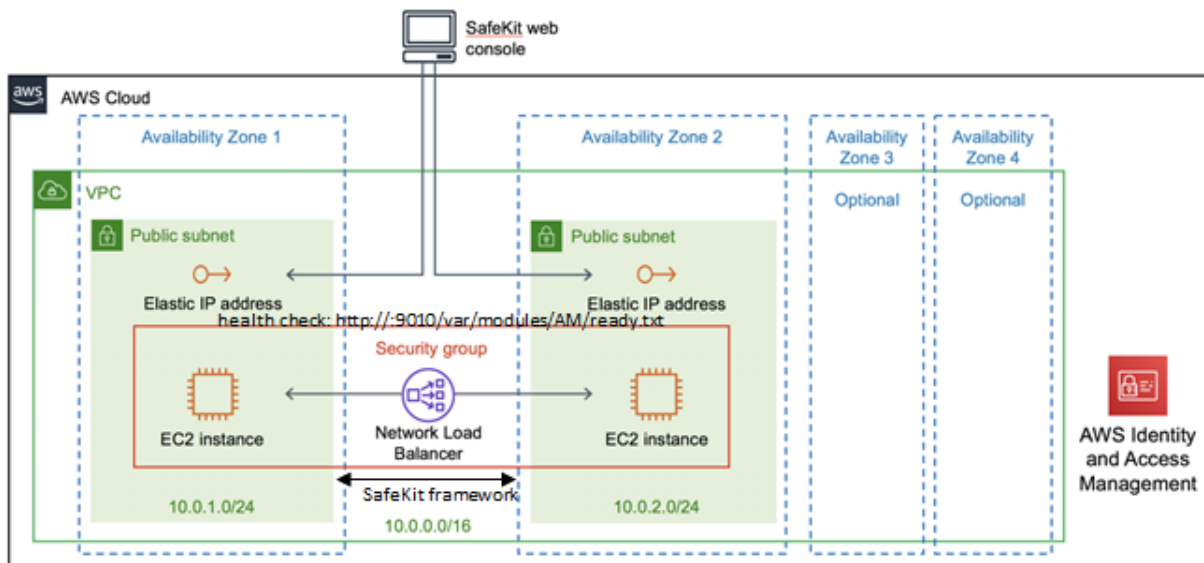 SafeKit web
console
aws
AWS Cloud
Availability Zone 1
Availability Zone 2
Availability
Zone 3
Optional
Availability
Zone 4
Optional
VPC
Public subnet
Public subnet
Elastic IP address
Elastic IP address
health check: http://:9010/var/modules/AM/ready.txt
Security group
EC2 instance
Network Load
Balancer
EC2 instance
SafeKit framework
10.0.1.0/24
10.0.2.0/24
10.0.0.0/16
AWS Identity
and Access
Management